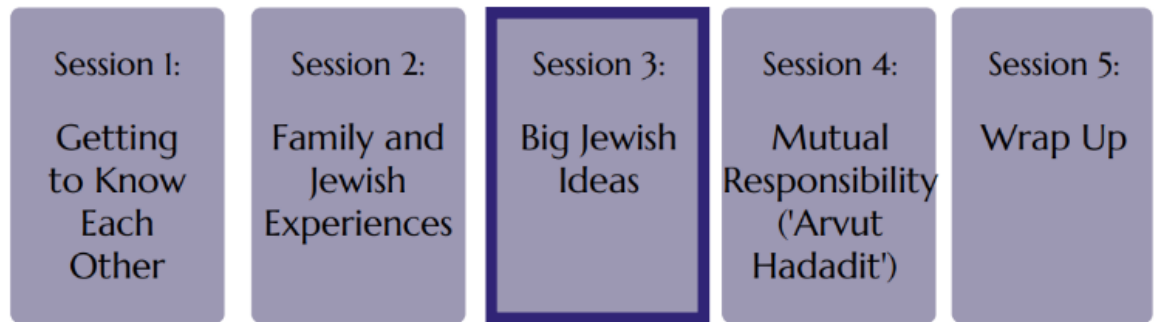 Session 1:
Getting
to Know
Each
Other
Session 2:
Family and
Jewish
Experiences
Session 3:
Big Jewish
Ideas
Session 4:
Mutual
Responsibility
('Arvut
Hadadit')
Session 5:
Wrap Up